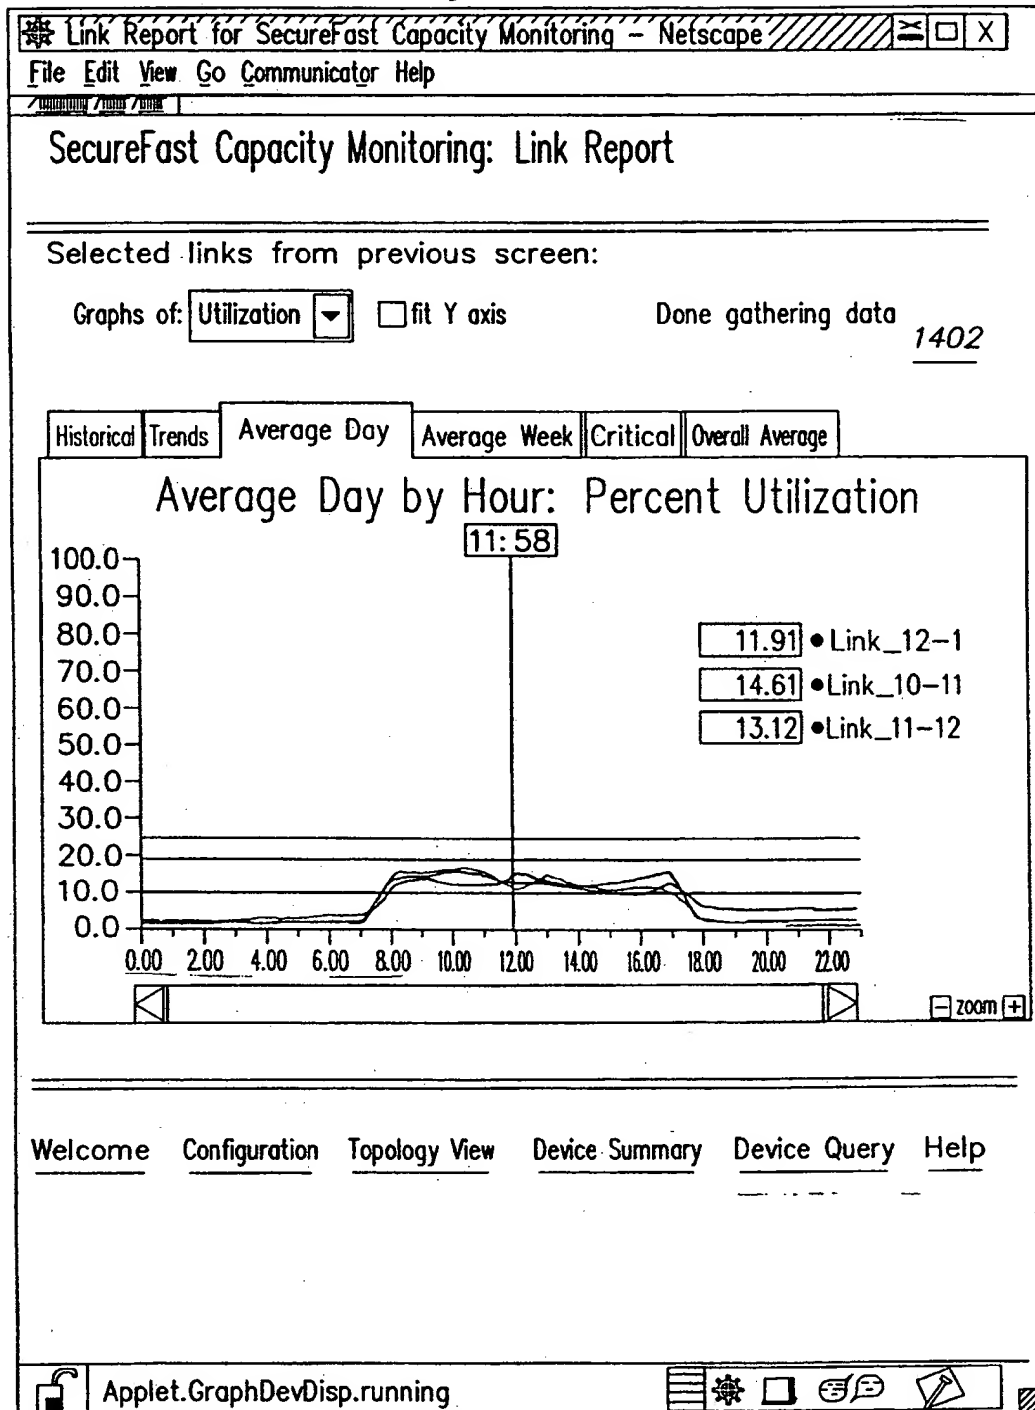 Link Report for SecureFast Capacity Monitoring – Netscape X
File Edit View Go Communicator Help
SecureFast Capacity Monitoring: Link Report
Selected links from previous screen:
Graphs of: Utilization fit Y axis Done gathering data
1402
Historical Trends Average Day Average Week Critical Overall Average
Average Day by Hour: Percent Utilization
11:58
100.0
90.0
80.0
70.0
60.0
50.0
40.0
30.0
20.0
10.0
0.0
11.91 Link_12–1
14.61 Link_10–11
13.12 Link_11–12
0.00 2.00 4.00 6.00 8.00 10.00 12.00 14.00 16.00 18.00 20.00 22.00
– zoom +
Welcome Configuration Topology View Device Summary Device Query Help
Applet.GraphDevDisp.running